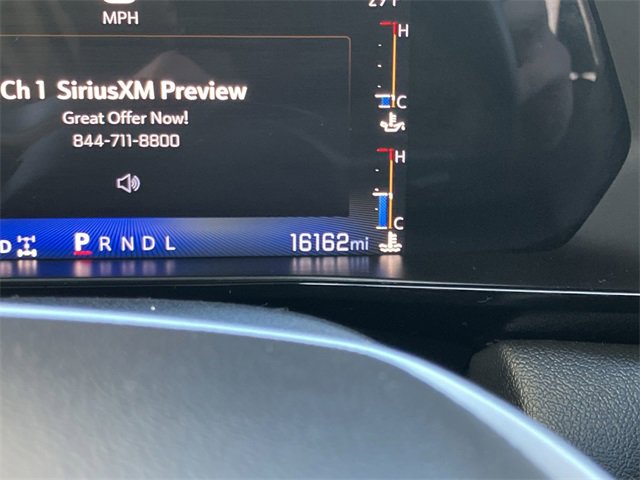 MPH
H
Ch 1 SiriusXM Preview
C
Great Offer Now!
844-711-8800
H
C
D P R N D L 16162mi